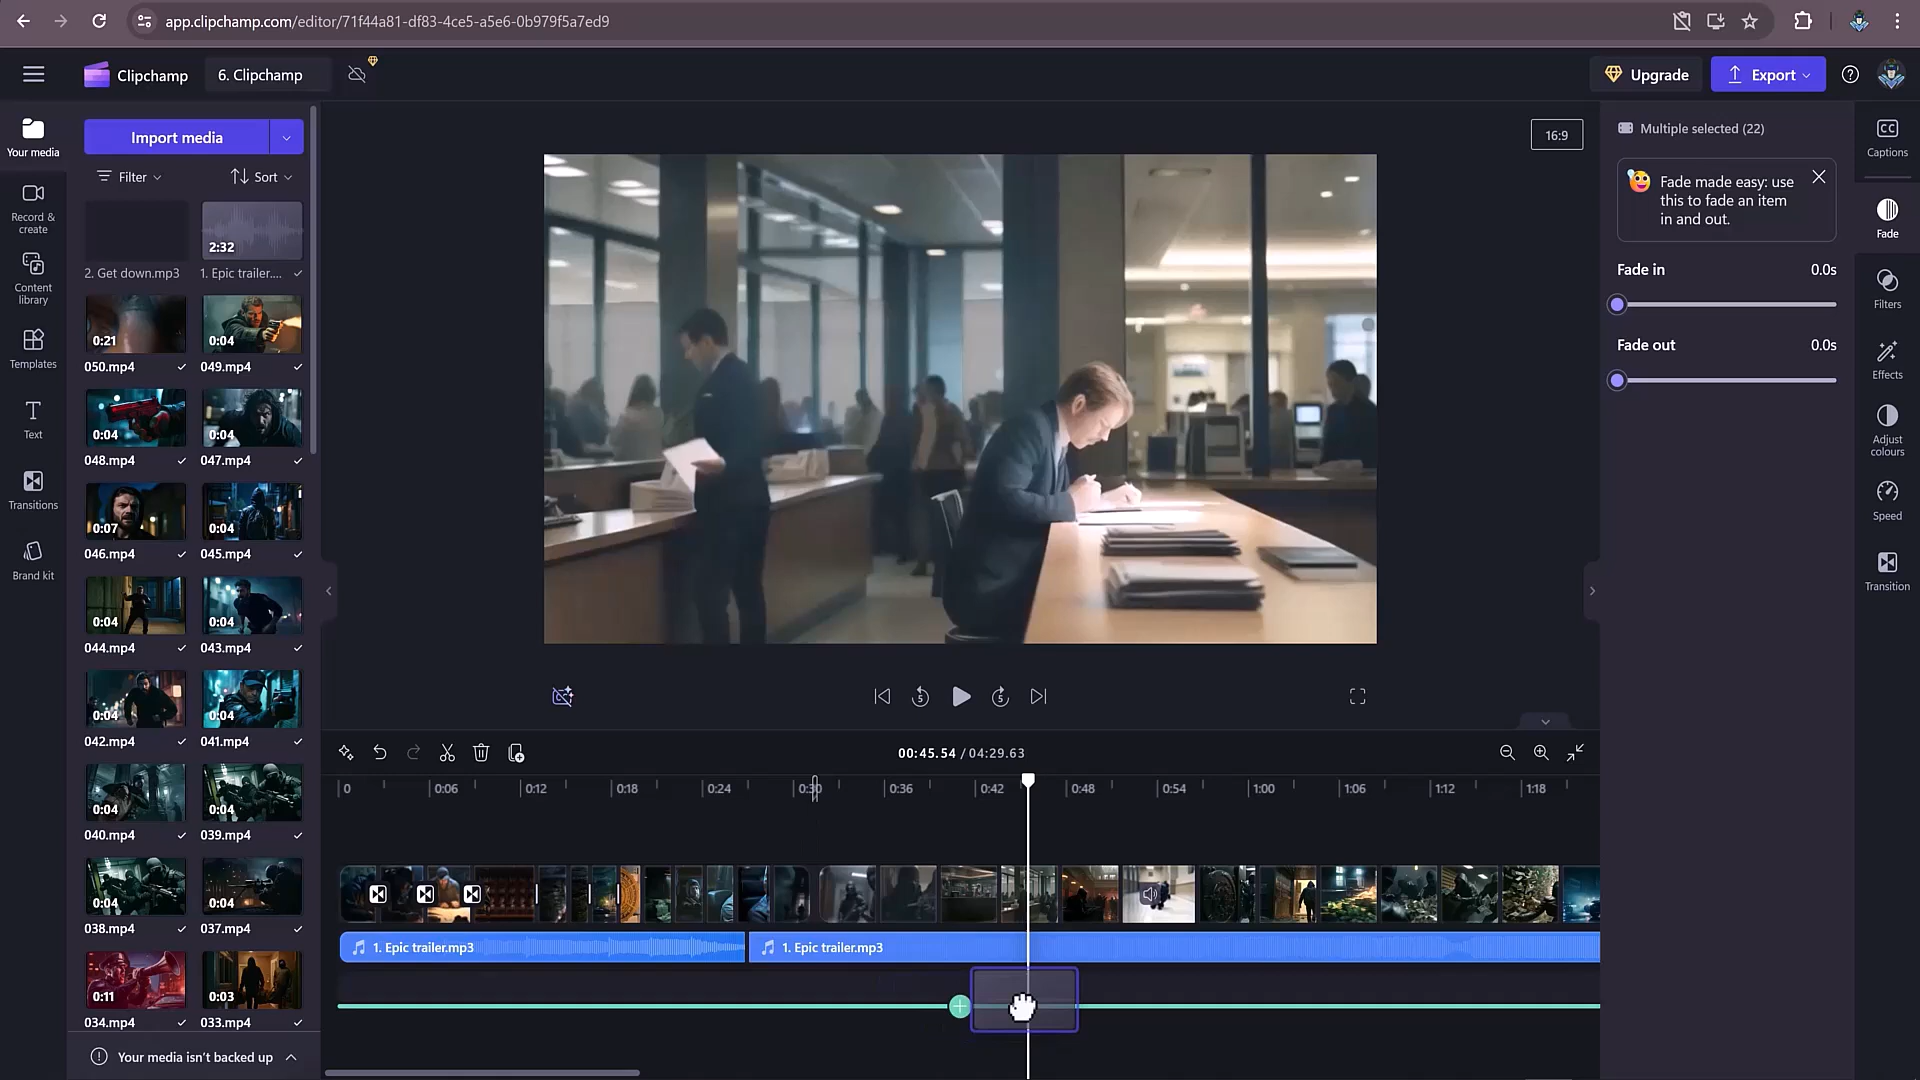 app.clipchamp.com/editor/71f44a81-df83-4ce5-a5e6-0b979f5a7ed9
Clipchamp
6. Clipchamp
Upgrade
Export
Your media
Record & create
Content library
Templates
Text
Transitions
Brand kit
Import media
Filter
Sort
2:32
2. Get down.mp3
1. Epic trailer....
0:21
0:04
050.mp4
049.mp4
0:04
0:04
048.mp4
047.mp4
0:07
0:04
046.mp4
045.mp4
0:04
0:04
044.mp4
043.mp4
0:04
0:04
042.mp4
041.mp4
0:04
0:04
040.mp4
039.mp4
0:04
0:04
038.mp4
037.mp4
0:11
0:03
034.mp4
033.mp4
Your media isn't backed up
16:9
00:45.54 / 04:29.63
0
0:06
0:12
0:18
0:24
0:30
0:36
0:42
0:48
0:54
1:00
1:06
1:12
1:18
1. Epic trailer.mp3
1. Epic trailer.mp3
Multiple selected (22)
Fade made easy: use
this to fade an item
in and out.
Fade in
0.0s
Fade out
0.0s
CC
Captions
Fade
Filters
Effects
Adjust colours
Speed
Transition